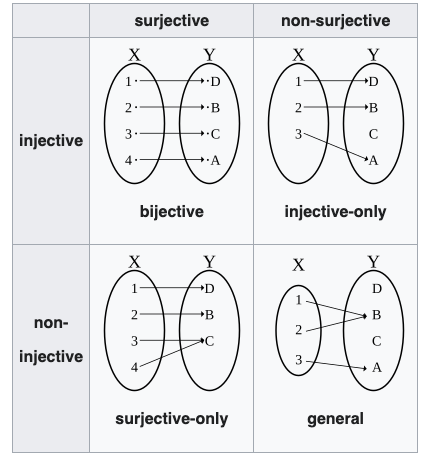 surjective
non-surjective
injective
X Y
1 D
2 B
3 C
4 A
bijective
X Y
1 D
2 B
3 C
A
injective-only
non-
injective
X Y
1 D
2 B
3 C
4
surjective-only
X Y
D
1 B
2 C
3 A
general